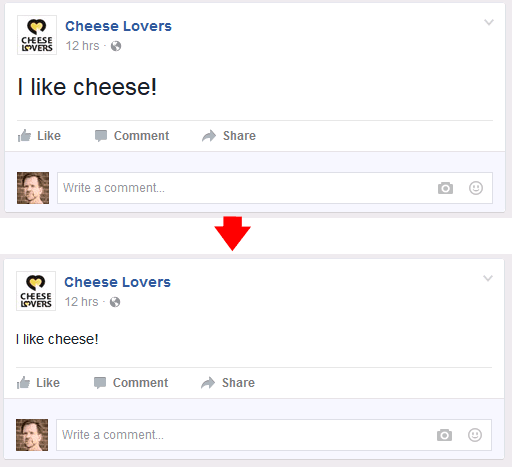 CHEESE
LOVERS
Cheese Lovers
12 hrs ·
I like cheese!
Like Comment Share
Write a comment...
CHEESE
LOVERS
Cheese Lovers
12 hrs ·
I like cheese!
Like Comment Share
Write a comment...